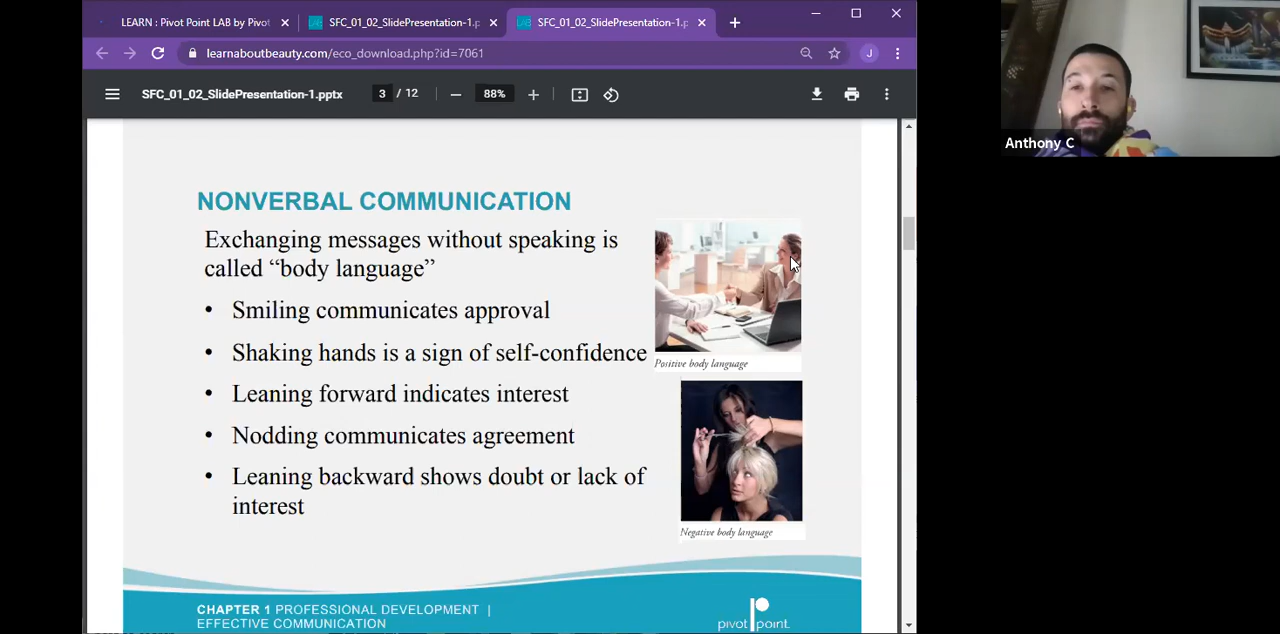 LEARN : Pivot Point LAB by Pivot
SFC_01_02_SlidePresentation-1.p
SFC_01_02_SlidePresentation-1.p
learnaboutbeauty.com/eco_download.php?id=7061
J
SFC_01_02_SlidePresentation-1.pptx
3 / 12
88%
Anthony C
NONVERBAL COMMUNICATION
Exchanging messages without speaking is
called “body language”
• Smiling communicates approval
• Shaking hands is a sign of self-confidence
• Leaning forward indicates interest
• Nodding communicates agreement
• Leaning backward shows doubt or lack of
interest
Positive body language
Negative body language
CHAPTER 1 PROFESSIONAL DEVELOPMENT |
EFFECTIVE COMMUNICATION
pivot point